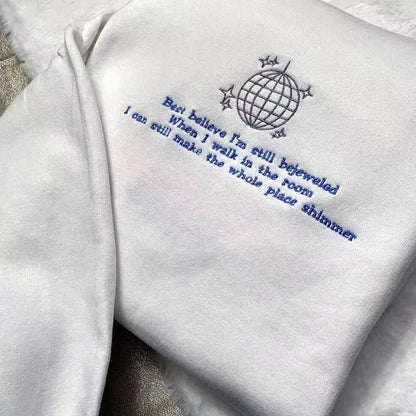 Best believe I'm still bejeweled
When I walk in the room
I can still make the whole place shimmer